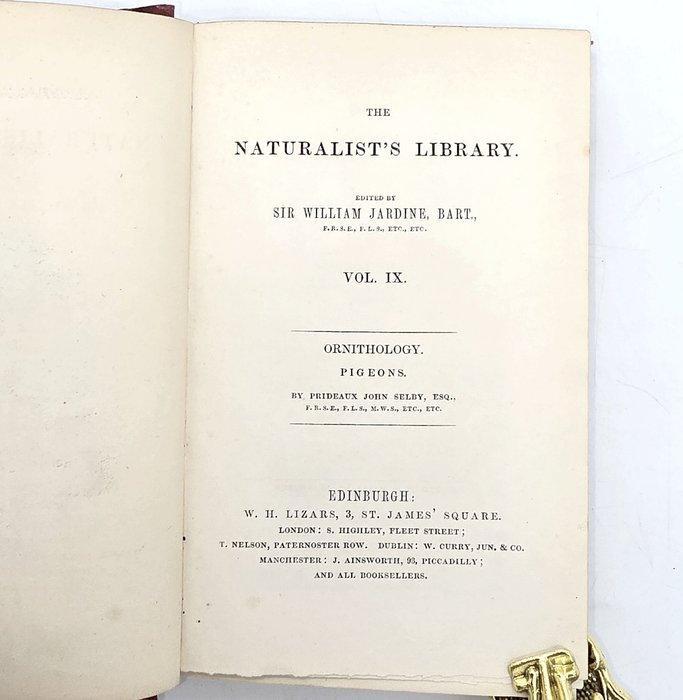 THE
NATURALIST'S LIBRARY.
EDITED BY
SIR WILLIAM JARDINE, BART.,
F.R.S.E., F.L.S., ETC., ETC.
VOL. IX.
ORNITHOLOGY.
PIGEONS.
BY PRIDEAUX JOHN SELBY, ESQ.,
F.R.S.E., F.L.S., M.W.S., ETC., ETC.
EDINBURGH:
W. H. LIZARS, 3, ST. JAMES' SQUARE.
LONDON: S. HIGHLEY, FLEET STREET;
T. NELSON, PATERNOSTER ROW. DUBLIN: W. CURRY, JUN. & CO.
MANCHESTER: J. AINSWORTH, 93, PICCADILLY;
AND ALL BOOKSELLERS.